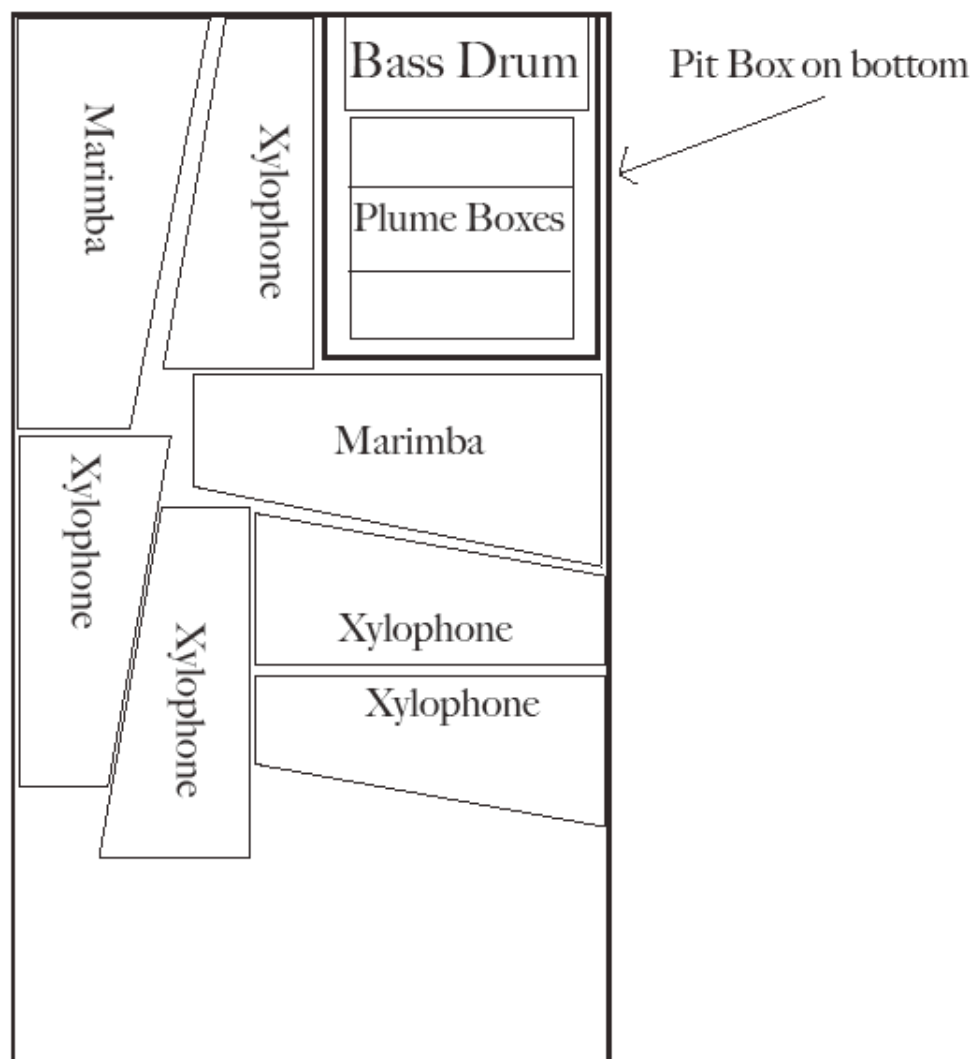 Bass Drum
Pit Box on bottom
Marimba
Xylophone
Plume Boxes
Marimba
Xylophone
Xylophone
Xylophone
Xylophone